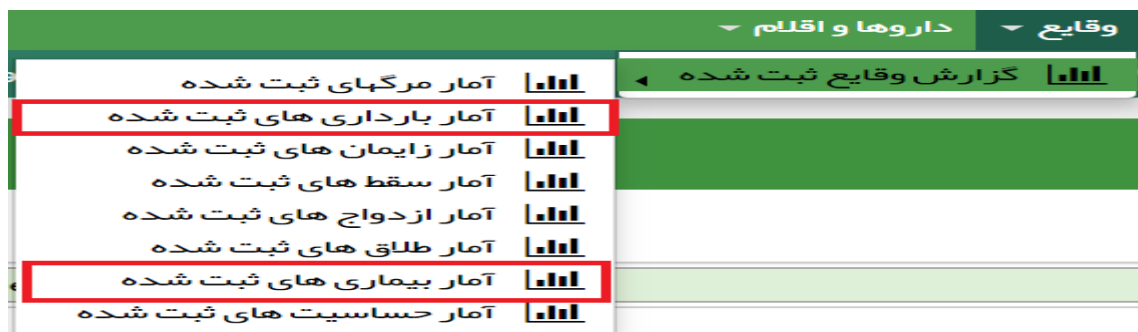 وقایع
داروها و اقلام
گزارش وقایع ثبت شده
آمار مرگهای ثبت شده
آمار بارداری های ثبت شده
آمار زایمان های ثبت شده
آمار سقط های ثبت شده
آمار ازدواج های ثبت شده
آمار طلاق های ثبت شده
آمار بیماری های ثبت شده
آمار حساسیت های ثبت شده